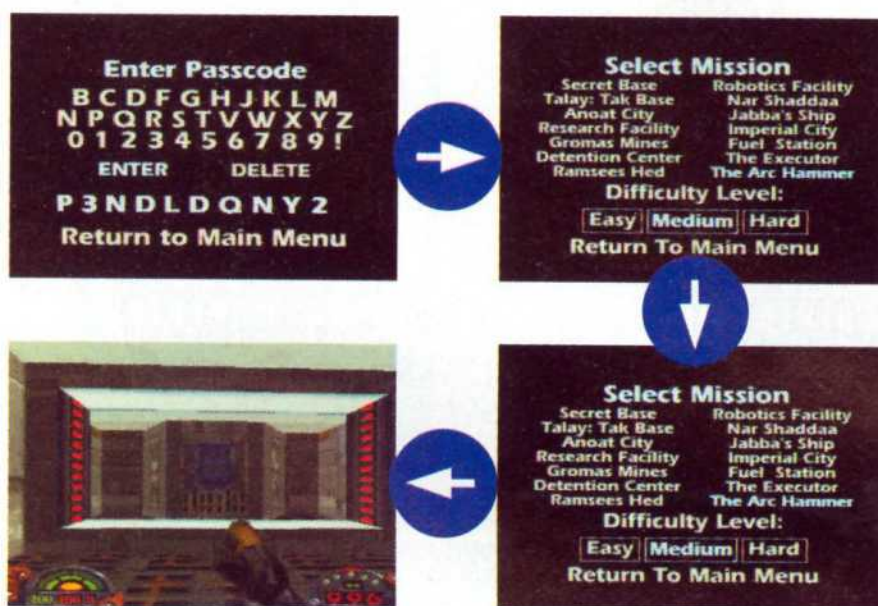 Enter Passcode
B C D F G H J K L M
N P Q R S T V W X Y Z
0 1 2 3 4 5 6 7 8 9 !
ENTER DELETE
P 3 N D L D Q N Y 2
Return to Main Menu
Select Mission
Secret Base Robotics Facility
Talay: Tak Base Nar Shaddaa
Anoat City Jabba's Ship
Research Facility Imperial City
Gromas Mines Fuel Station
Detention Center The Executor
Ramsees Hed The Arc Hammer
Difficulty Level:
Easy Medium Hard
Return To Main Menu
Select Mission
Secret Base Robotics Facility
Talay: Tak Base Nar Shaddaa
Anoat City Jabba's Ship
Research Facility Imperial City
Gromas Mines Fuel Station
Detention Center The Executor
Ramsees Hed The Arc Hammer
Difficulty Level:
Easy Medium Hard
Return To Main Menu
996